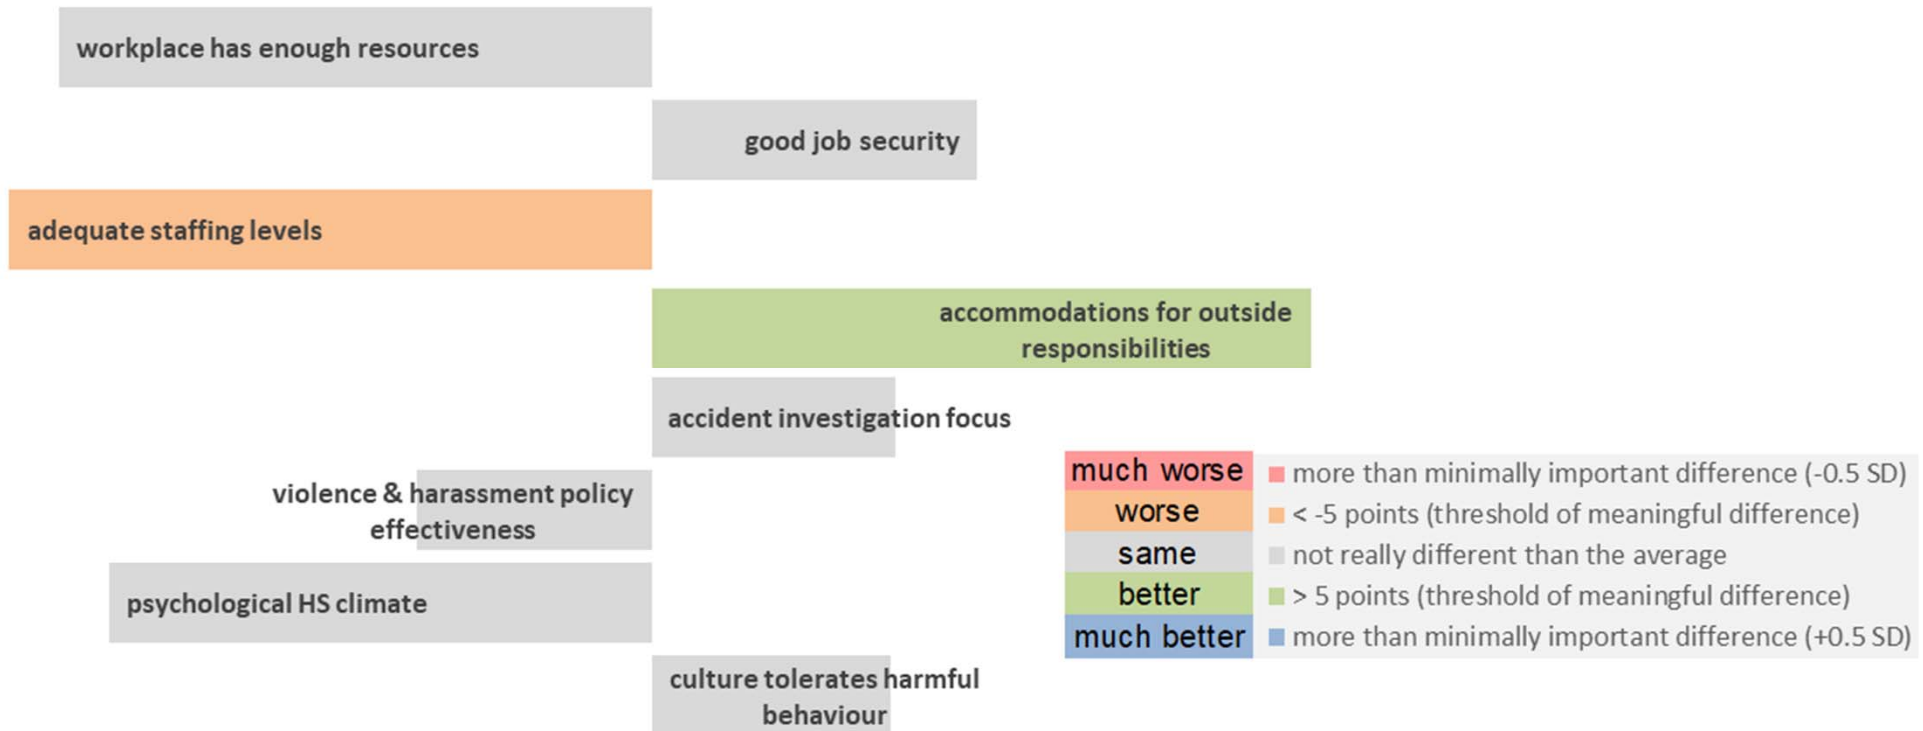 workplace has enough resources
good job security
adequate staffing levels
accommodations for outside
responsibilities
accident investigation focus
violence & harassment policy
effectiveness
psychological HS climate
culture tolerates harmful
behaviour
much worse
more than minimally important difference (-0.5 SD)
worse
< -5 points (threshold of meaningful difference)
same
not really different than the average
better
> 5 points (threshold of meaningful difference)
much better
more than minimally important difference (+0.5 SD)